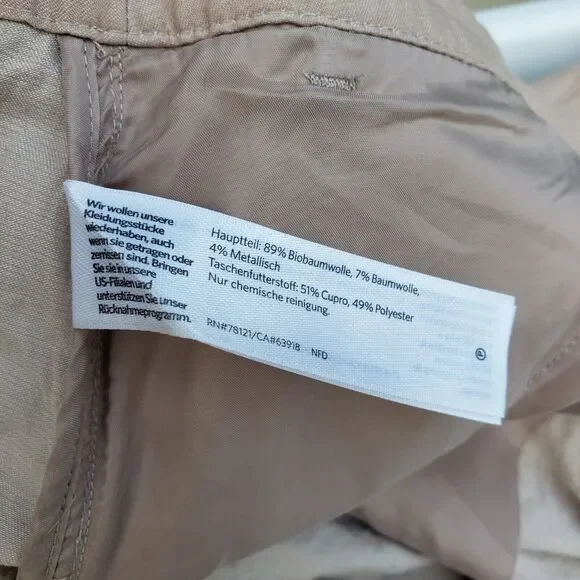 Wir wollen unsere
Kleidungsstücke
wiederhaben, auch
wenn sie getragen oder
zerrissen sind. Bringen
Sie sie in unsere
US-Filialen und
unterstützen Sie unser
Rücknahmeprogramm.
Hauptteil: 89% Biobaumwolle, 7% Baumwolle,
4% Metallisch
Taschenfutterstoff: 51% Cupro, 49% Polyester
Nur chemische reinigung.
RN#78121/CA#63918 NFD
P